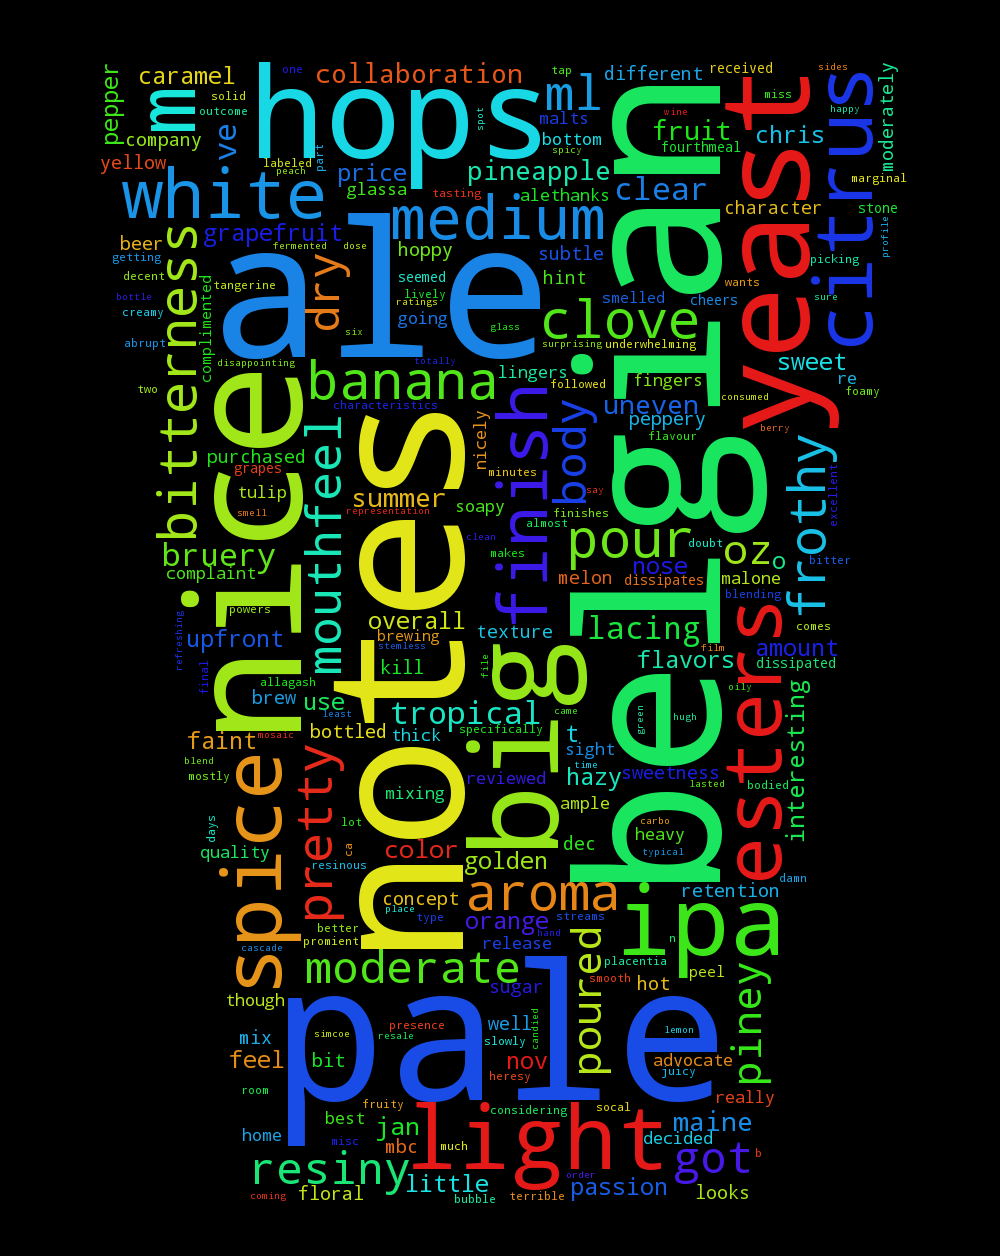 one
tap
sides
pepper
caramel
collaboration
ml
different
received
hops
m
solid
miss
happy
outcome
malts
wine
company
ve
spot
bottom
fruit
chris
citrus
moderately
labeled
part
spicy
fourthmeal
yellow
peach
price
pineapple
an
yeast
marginal
white
glassa
tasting
alethanks
clear
medium
character
stone
grapefruit
beer
fermented
dose
hoppy
subtle
profile
getting
dry
seemed
hint
picking
decent
complimented
tangerine
lively
smelled
wants
bottle
ratings
cheers
sure
creamy
ale
going
clove
bitterness
six
glass
abrupt
surprising
underwhelming
disappointing
totally
sweet
two
banana
lingers
fingers
re
followed
foamy
characteristics
finish
body
uneven
consumed
nice
mouthfeel
nicely
peppery
berry
purchased
flavour
belgian
grapes
minutes
frothy
tulip
summer
say
excellent
smell
representation
soapy
finishes
almost
clean
pour
doubt
oz
o
bruery
makes
nose
bitter
complaint
melon
dissipates
malone
blending
powers
overall
comes
refreshing
upfront
brewing
texture
lacing
stemless
film
amount
final
kill
file
flavors
dissipated
allagash
esters
brew
use
big
oily
notes
least
tropical
came
green
hugh
interesting
mosaic
bottled
thick
specifically
t
faint
sight
blend
time
mostly
pretty
reviewed
hazy
sweetness
lasted
bodied
spice
mixing
ample
days
lot
carbo
heavy
quality
ca
color
dec
typical
resinous
golden
damn
concept
aroma
retention
place
type
orange
streams
better
hand
ipa
cascade
promient
release
n
poured
placentia
moderate
smooth
hot
peel
piney
though
sugar
presence
well
candied
mix
simcoe
resale
slowly
lemon
feel
bit
nov
advocate
pale
heresy
juicy
room
fruity
considering
socal
really
best
jan
maine
home
misc
mbc
much
light
decided
got
b
resiny
order
coming
floral
little
passion
bubble
terrible
looks